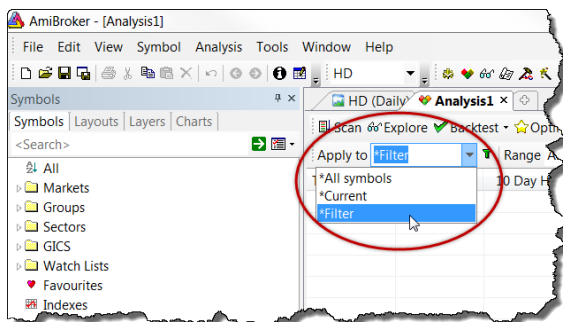 AmiBroker - [Analysis1]
File Edit View Symbol Analysis Tools Window Help
HD
Symbols
HD (Daily Analysis1
Symbols Layouts Layers Charts
Scan Explore Backtest
<Search>
Apply to *Filter Range
All
*All symbols
10 Day
Markets
*Current
Groups
*Filter
Sectors
GICS
Watch Lists
Favourites
Indexes